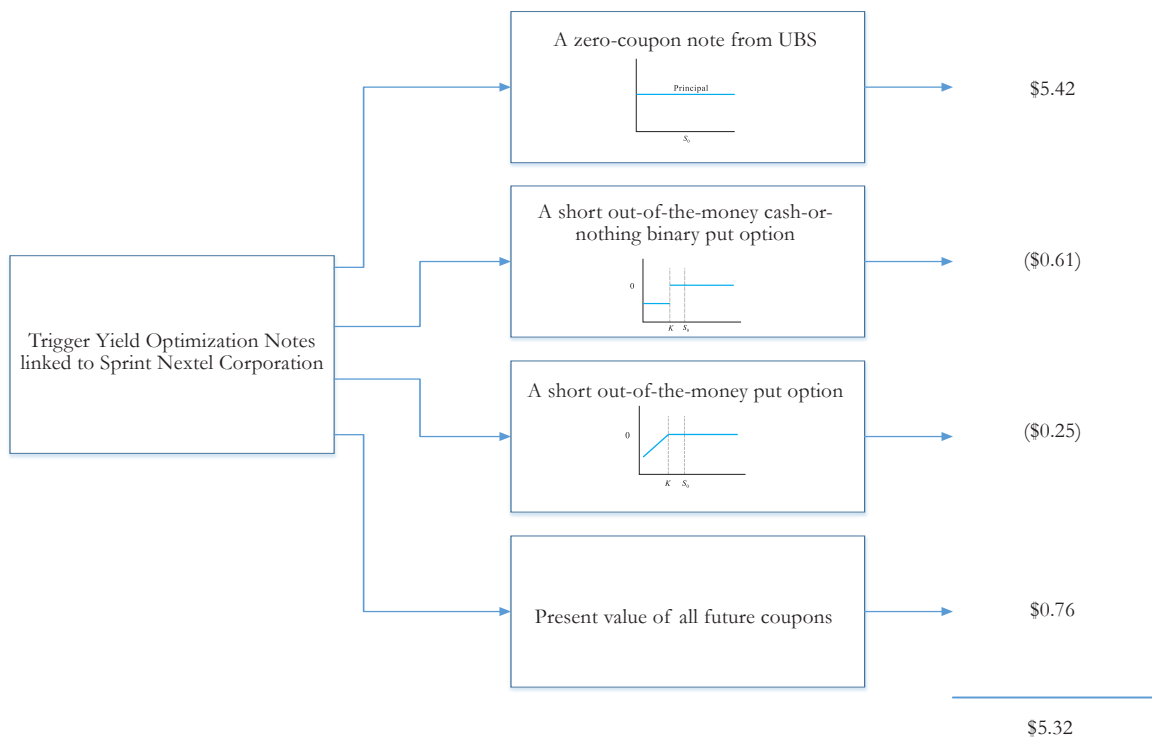 A zero-coupon note from UBS
Principal
S₀
$5.42
A short out-of-the-money cash-or-
nothing binary put option
0
K
S₀
($0.61)
Trigger Yield Optimization Notes
linked to Sprint Nextel Corporation
A short out-of-the-money put option
0
K
S₀
($0.25)
Present value of all future coupons
$0.76
$5.32